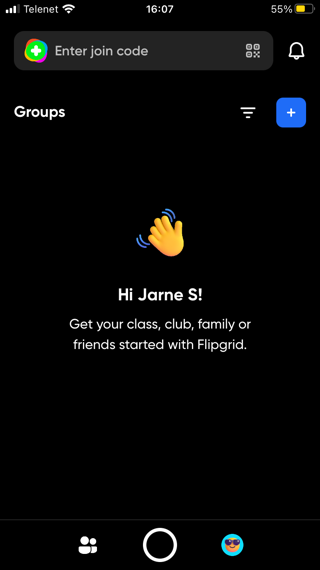 Telenet 16:07 55%
Enter join code
Groups
Hi Jarne S!
Get your class, club, family or
friends started with Flipgrid.